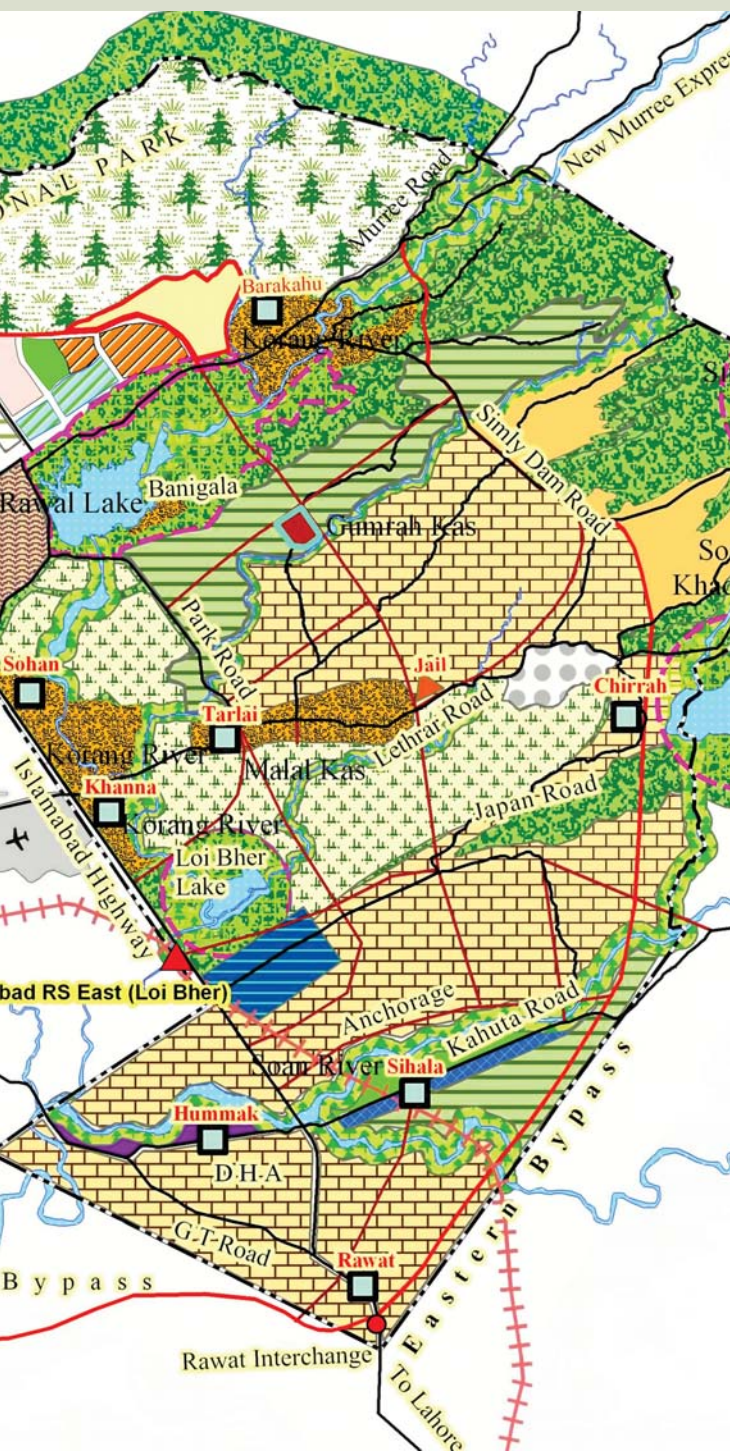 ONAL PARK
New Murree Expres
Murree Road
Barakahu
Korang River
Simly Dam Road
Banigala
Rawal Lake
Gumrah Kas
So
Khad
Park Road
Sohan
Jail
Chirrah
Tarlai
Lethrar Road
Korang River
Malal Kas
Khanna
Japan Road
Korang River
Islamabad Highway
Loi Bher
Lake
bad RS East (Loi Bher)
Anchorage
Kahuta Road
Soan River
Sihala
Hummak
D.H.A
G.T-Road
Eastern Bypass
Rawat
Bypass
Rawat Interchange
To Lahore